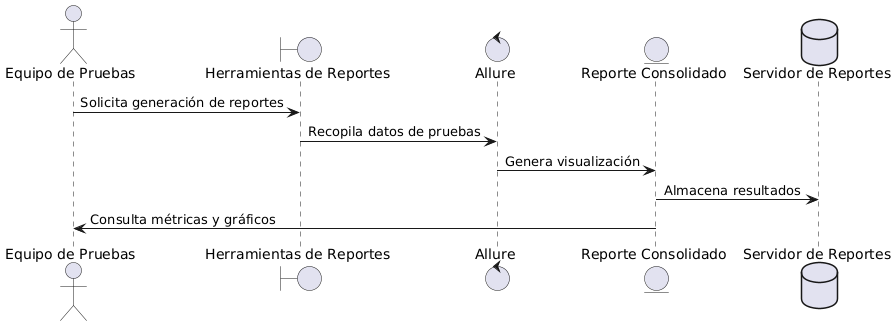 Equipo de Pruebas
Herramientas de Reportes
Allure
Reporte Consolidado
Servidor de Reportes
Solicita generación de reportes
Recopila datos de pruebas
Genera visualización
Almacena resultados
Consulta métricas y gráficos
Equipo de Pruebas
Herramientas de Reportes
Allure
Reporte Consolidado
Servidor de Reportes